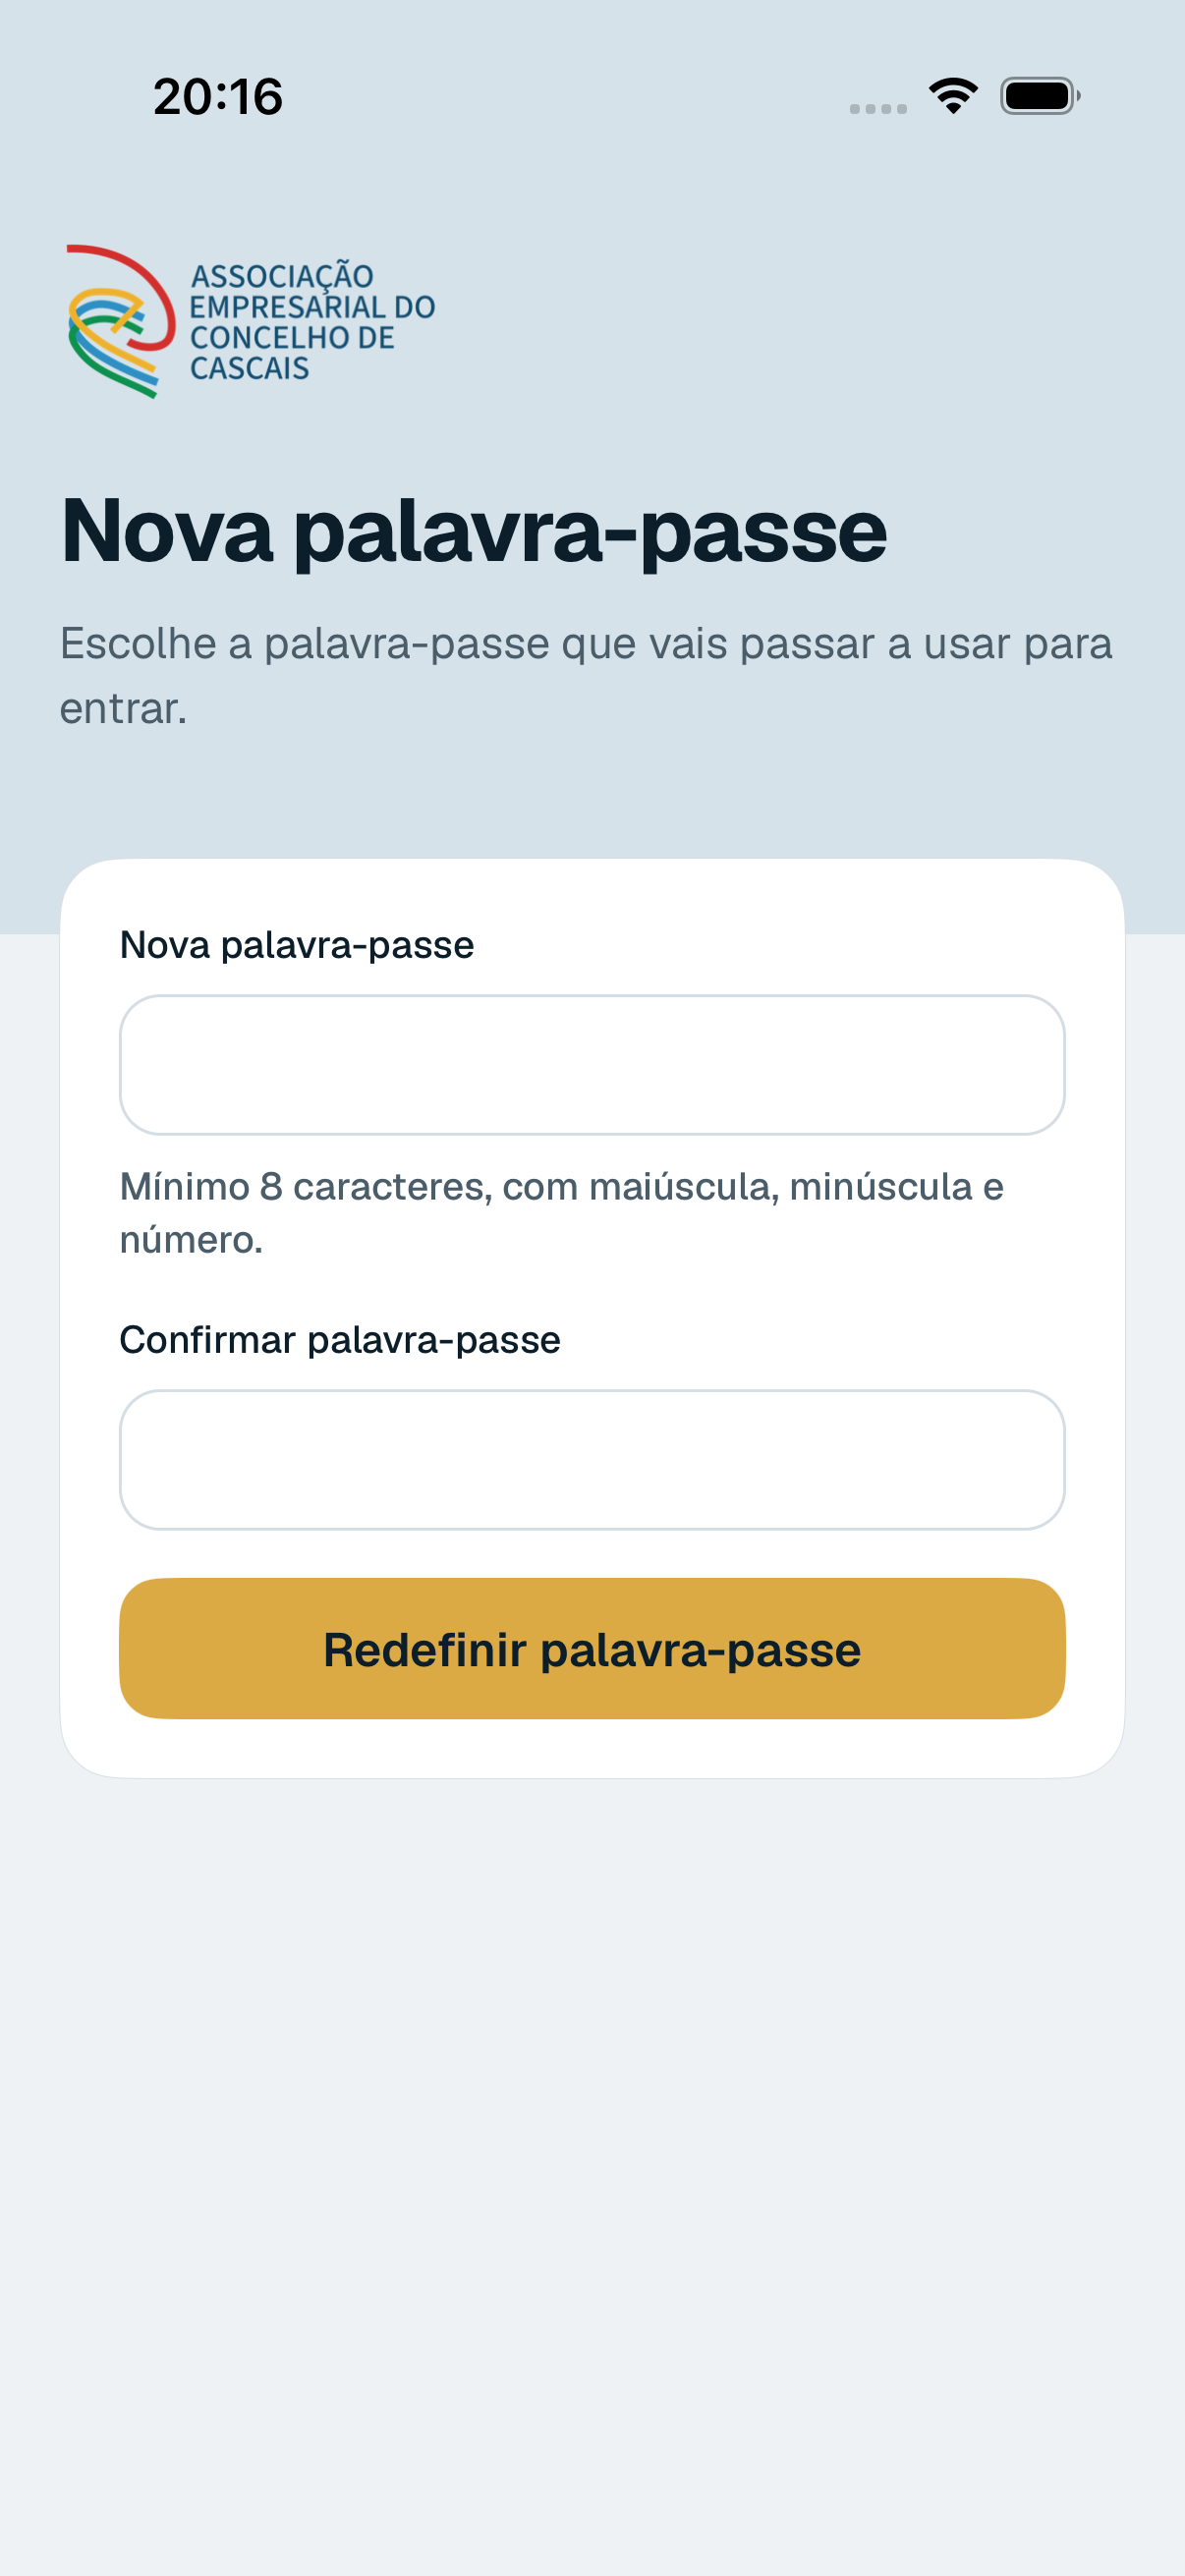 20:16
ASSOCIAÇÃO
EMPRESARIAL DO
CONCELHO DE
CASCAIS
Nova palavra-passe
Escolhe a palavra-passe que vais passar a usar para
entrar.
Nova palavra-passe
Mínimo 8 caracteres, com maiúscula, minúscula e
número.
Confirmar palavra-passe
Redefinir palavra-passe